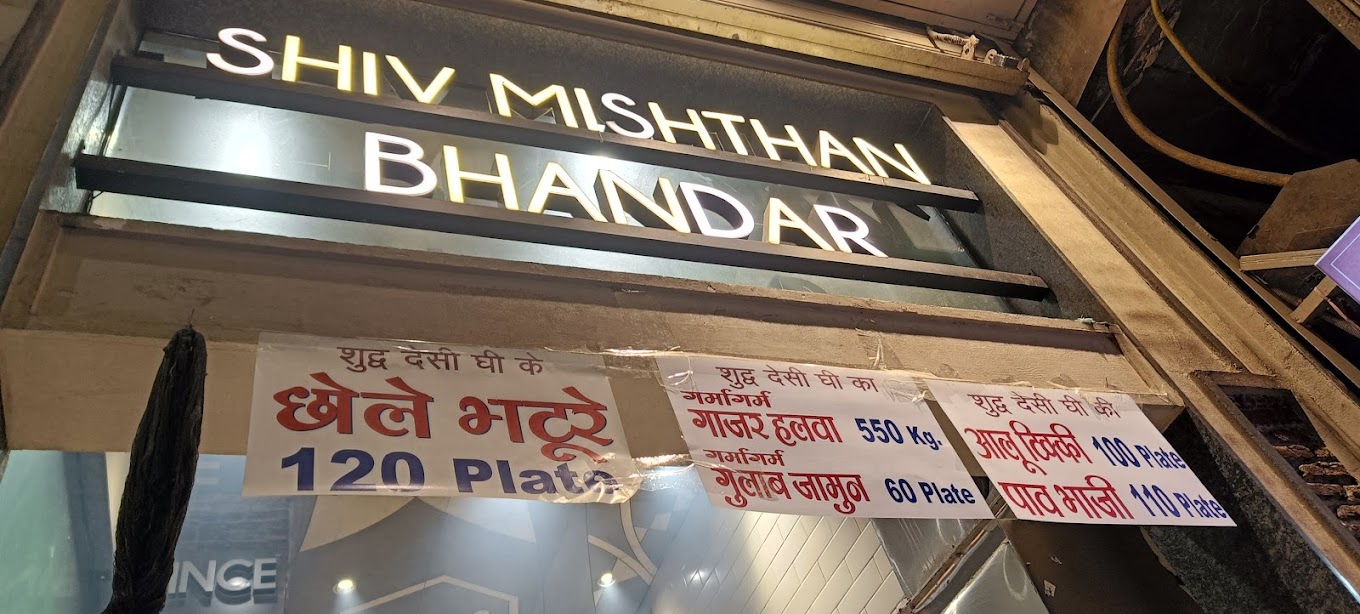 SHIV MISHTHAN
BHANDAR
शुद्ध देसी घी के
छोले भटूरे
120 Plate
शुद्ध देसी घी का
गर्मागर्म
गाजर हलवा 550 Kg.
गर्मागर्म
गुलाब जामुन 60 Plate
शुद्ध देसी घी की
आलू टिक्की 100 Plate
पाव भाजी 110 Plate